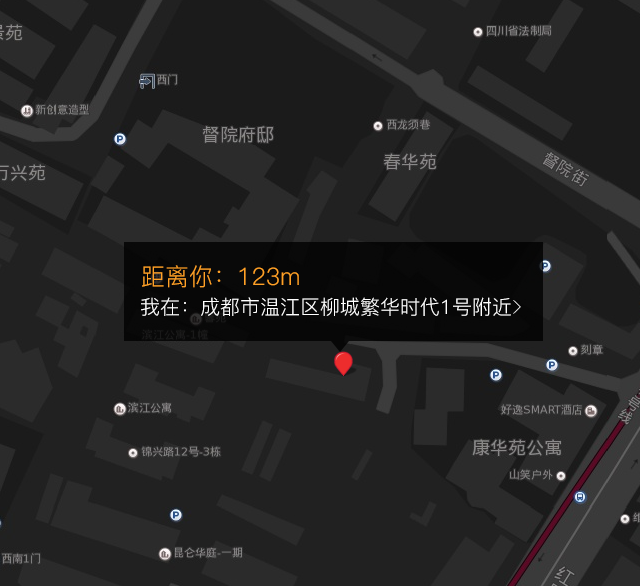 景苑
四川省法制局
西门
新创意造型
督院府邸
西龙须巷
春华苑
万兴苑
督院街
距离你：123m
我在：成都市温江区柳城繁华时代1号附近>
滨江公寓-1幢
刻章
滨江公寓
好逸SMART酒店
号线
锦兴路12号-3栋
康华苑公寓
山笑户外
昆仑华庭-一期
西南1门
红